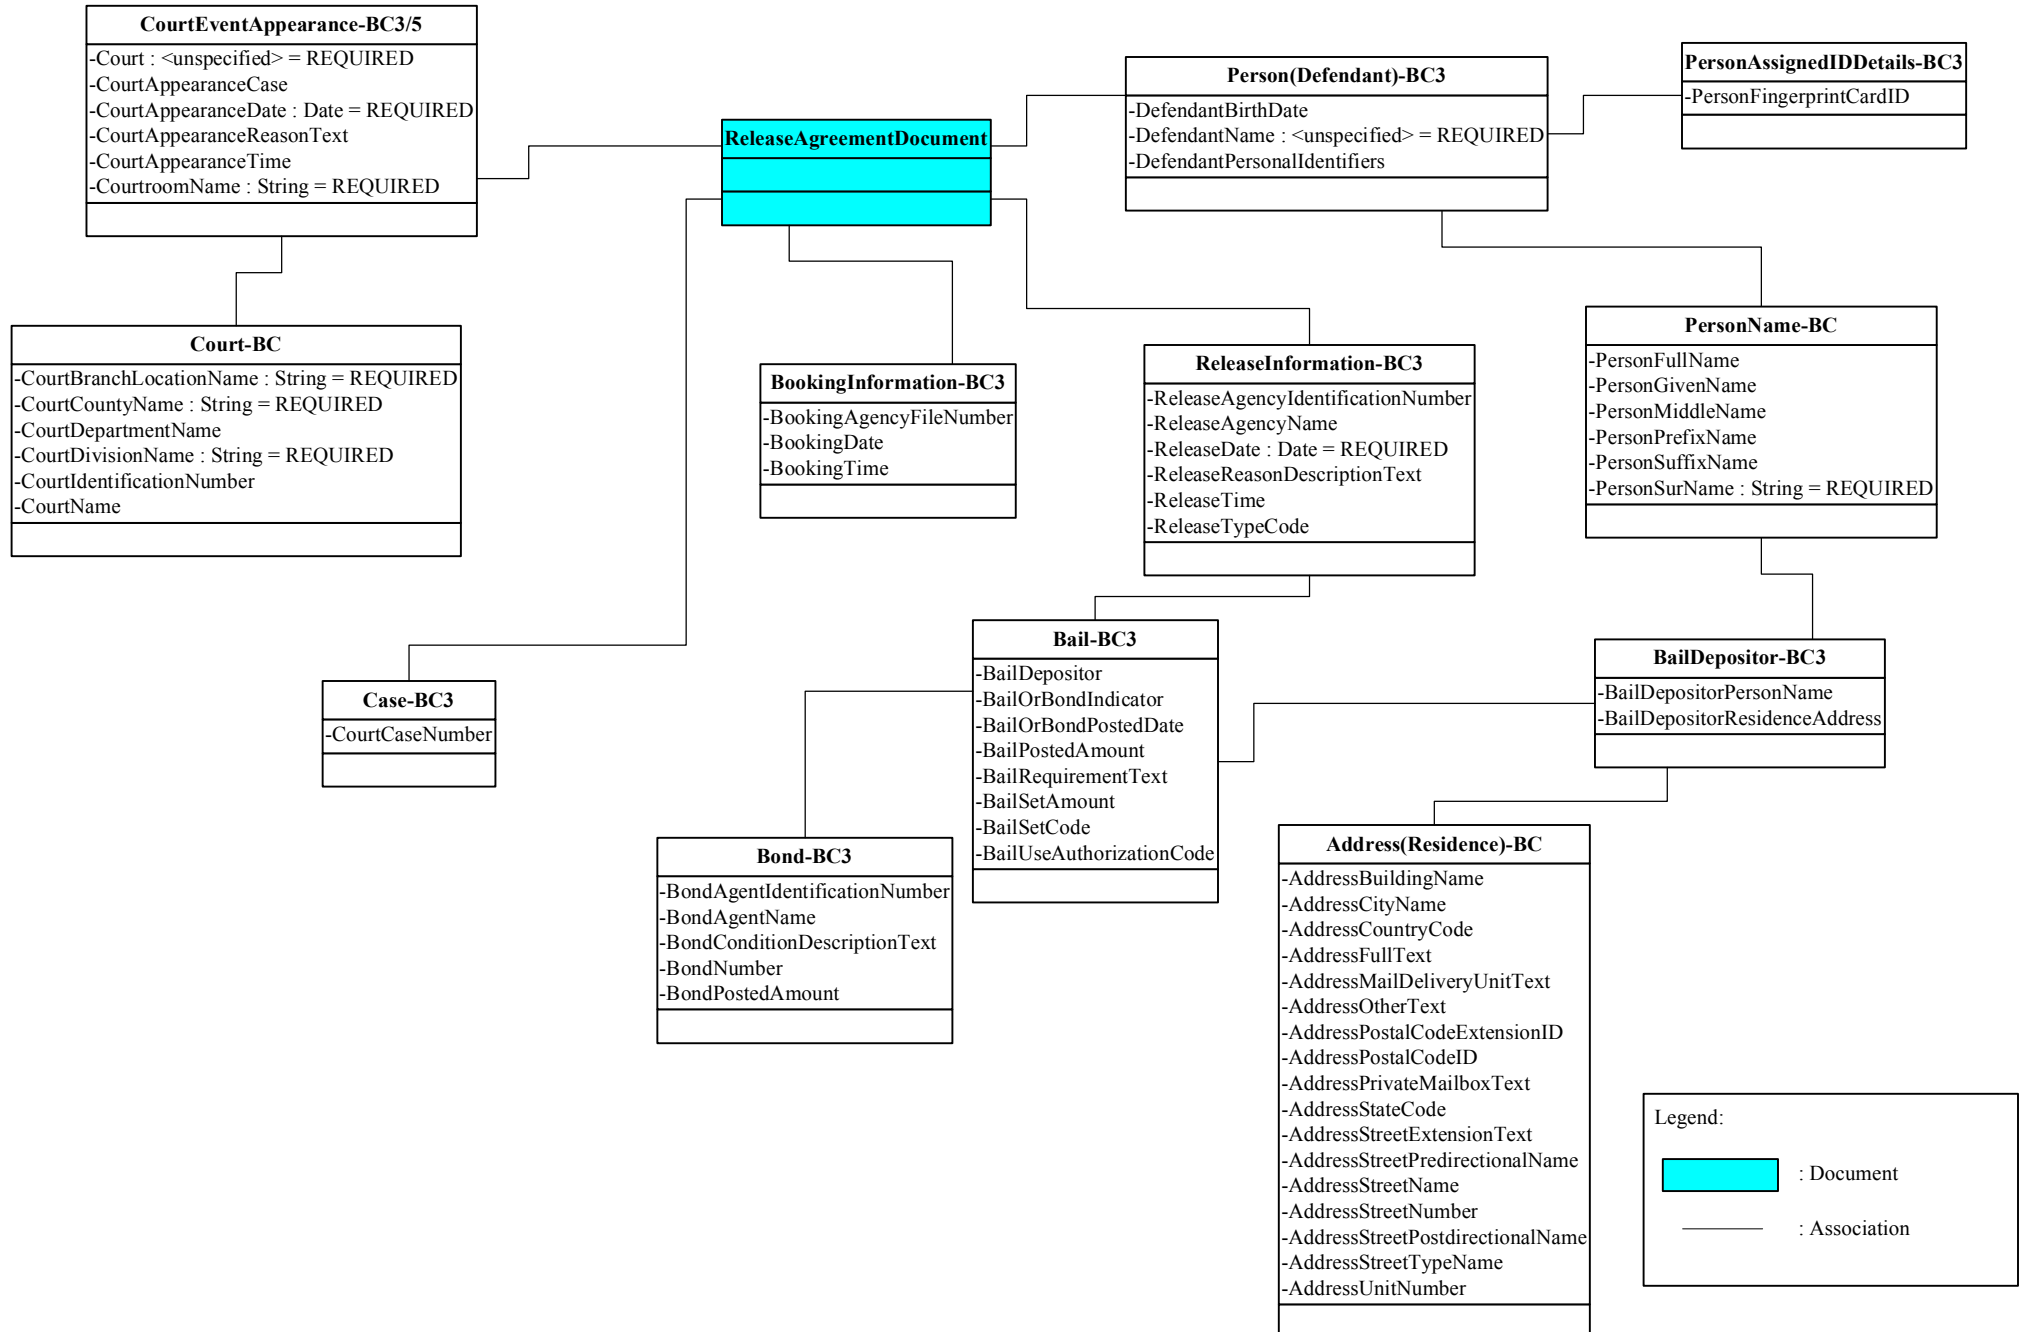 CourtEventAppearance-BC3/5
-Court : <unspecified> = REQUIRED
-CourtAppearanceCase
-CourtAppearanceDate : Date = REQUIRED
-CourtAppearanceReasonText
-CourtAppearanceTime
-CourtroomName : String = REQUIRED
ReleaseAgreementDocument
Person(Defendant)-BC3
-DefendantBirthDate
-DefendantName : <unspecified> = REQUIRED
-DefendantPersonalIdentifiers
PersonAssignedIDDetails-BC3
-PersonFingerprintCardID
Court-BC
-CourtBranchLocationName : String = REQUIRED
-CourtCountyName : String = REQUIRED
-CourtDepartmentName
-CourtDivisionName : String = REQUIRED
-CourtIdentificationNumber
-CourtName
BookingInformation-BC3
-BookingAgencyFileNumber
-BookingDate
-BookingTime
ReleaseInformation-BC3
-ReleaseAgencyIdentificationNumber
-ReleaseAgencyName
-ReleaseDate : Date = REQUIRED
-ReleaseReasonDescriptionText
-ReleaseTime
-ReleaseTypeCode
PersonName-BC
-PersonFullName
-PersonGivenName
-PersonMiddleName
-PersonPrefixName
-PersonSuffixName
-PersonSurName : String = REQUIRED
Case-BC3
-CourtCaseNumber
Bail-BC3
-BailDepositor
-BailOrBondIndicator
-BailOrBondPostedDate
-BailPostedAmount
-BailRequirementText
-BailSetAmount
-BailSetCode
-BailUseAuthorizationCode
BailDepositor-BC3
-BailDepositorPersonName
-BailDepositorResidenceAddress
Bond-BC3
-BondAgentIdentificationNumber
-BondAgentName
-BondConditionDescriptionText
-BondNumber
-BondPostedAmount
Address(Residence)-BC
-AddressBuildingName
-AddressCityName
-AddressCountryCode
-AddressFullText
-AddressMailDeliveryUnitText
-AddressOtherText
-AddressPostalCodeExtensionID
-AddressPostalCodeID
-AddressPrivateMailboxText
-AddressStateCode
-AddressStreetExtensionText
-AddressStreetPredirectionalName
-AddressStreetName
-AddressStreetNumber
-AddressStreetPostdirectionalName
-AddressStreetTypeName
-AddressUnitNumber
Legend:
: Document
: Association